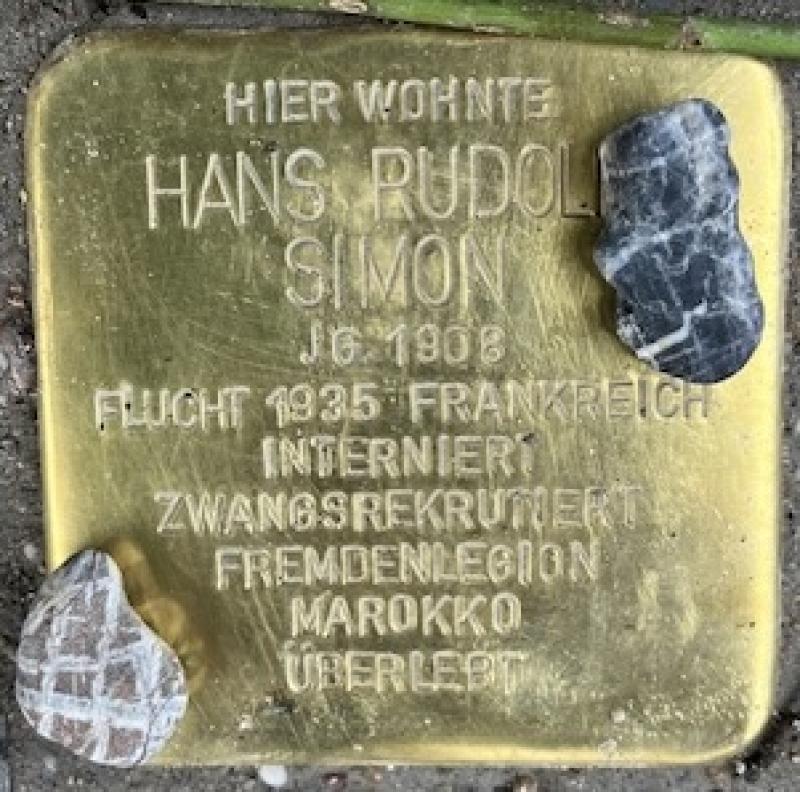 HIER WOHNTE
HANS RUDOL
SIMON
JG. 1908
FLUCHT 1935 FRANKREICH
INTERNIERT
ZWANGSREKRUTIERT
FREMDENLEGION
MAROKKO
ÜBERLEBT